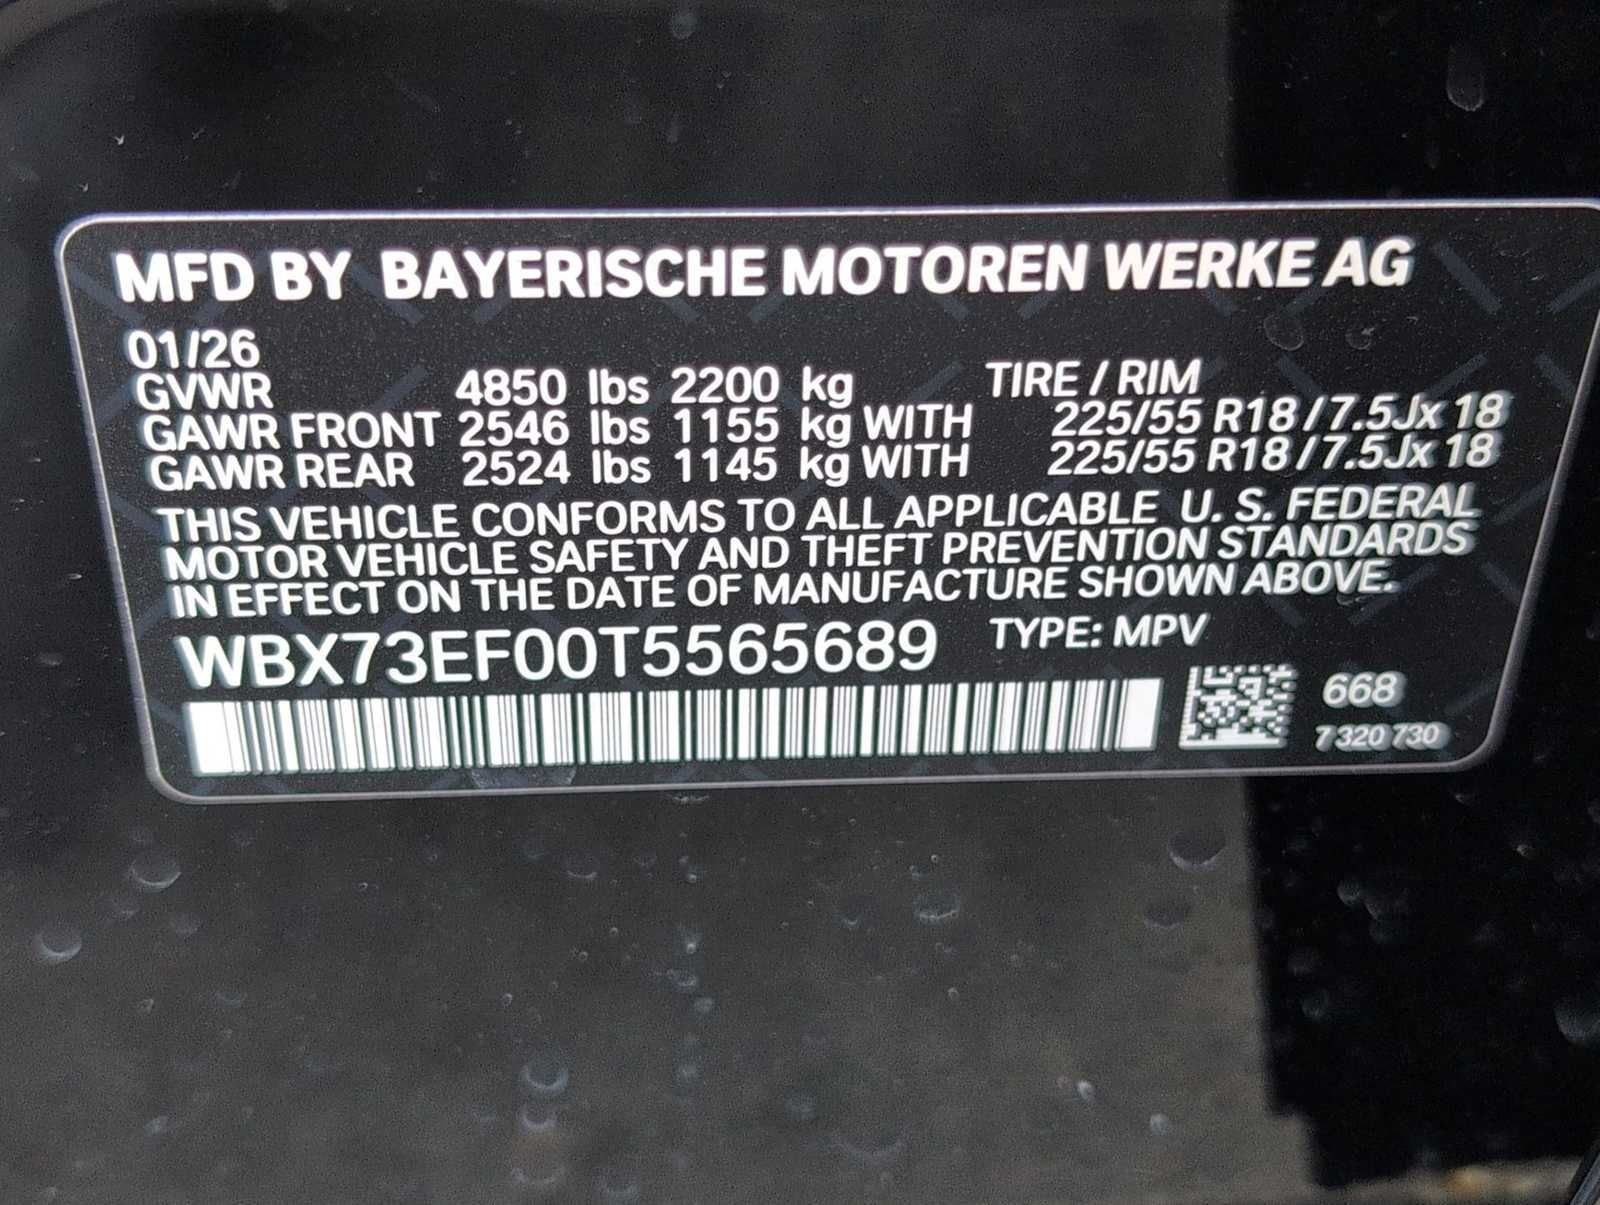 MFD BY BAYERISCHE MOTOREN WERKE AG
01/26
GVWR 4850 lbs 2200 kg TIRE / RIM
GAWR FRONT 2546 lbs 1155 kg WITH 225/55 R18 / 7.5Jx 18
GAWR REAR 2524 lbs 1145 kg WITH 225/55 R18 / 7.5Jx 18
THIS VEHICLE CONFORMS TO ALL APPLICABLE U. S. FEDERAL
MOTOR VEHICLE SAFETY AND THEFT PREVENTION STANDARDS
IN EFFECT ON THE DATE OF MANUFACTURE SHOWN ABOVE.
WBX73EF00T5565689 TYPE: MPV
668
7 320 730